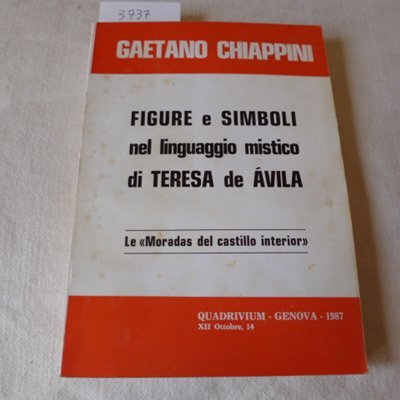 3937
GAETANO CHIAPPINI
FIGURE e SIMBOLI
nel linguaggio mistico
di TERESA de ÁVILA
Le «Moradas del castillo interior»
QUADRIVIUM - GENOVA - 1987
XII Ottobre, 14